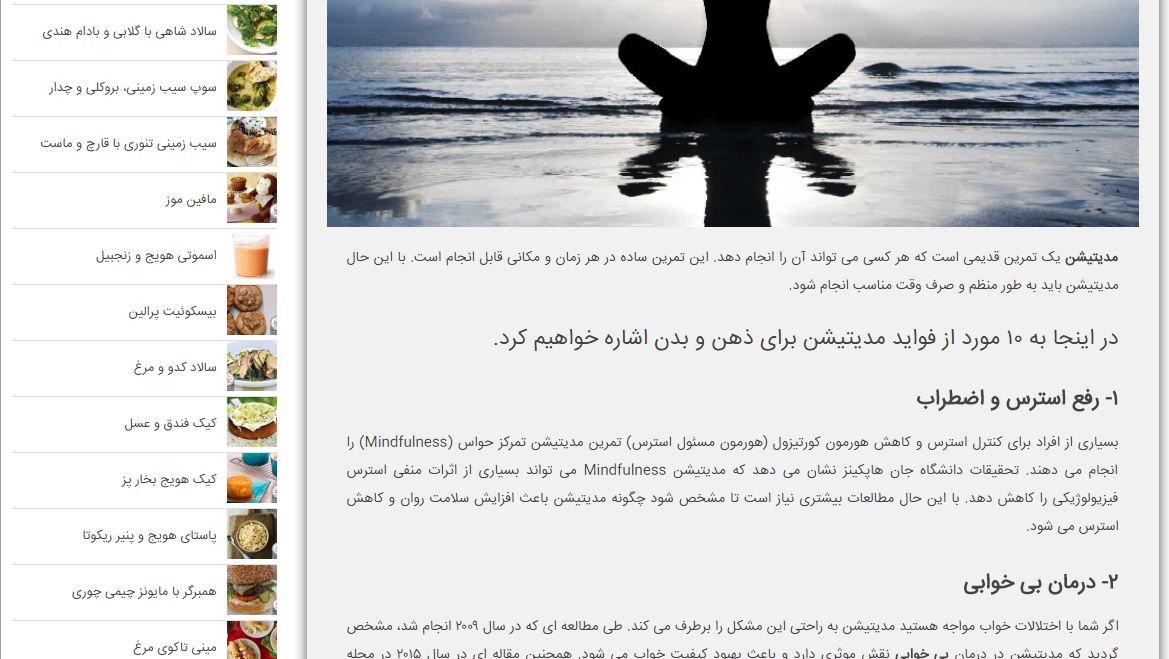 مدیتیشن یک تمرین قدیمی است که هر کسی می تواند آن را انجام دهد. این تمرین ساده در هر زمان و مکانی قابل انجام است. با این حال
مدیتیشن باید به طور منظم و صرف وقت مناسب انجام شود.
در اینجا به ۱۰ مورد از فواید مدیتیشن برای ذهن و بدن اشاره خواهیم کرد.
۱- رفع استرس و اضطراب
بسیاری از افراد برای کنترل استرس و کاهش هورمون کورتیزول (هورمون مسئول استرس) تمرین مدیتیشن تمرکز حواس (Mindfulness) را
انجام می دهند. تحقیقات دانشگاه جان هاپکینز نشان می دهد که مدیتیشن Mindfulness می تواند بسیاری از اثرات منفی استرس
فیزیولوژیکی را کاهش دهد. با این حال مطالعات بیشتری نیاز است تا مشخص شود چگونه مدیتیشن باعث افزایش سلامت روان و کاهش
استرس می شود.
۲- درمان بی خوابی
اگر شما با اختلالات خواب مواجه هستید مدیتیشن به راحتی این مشکل را برطرف می کند. طی مطالعه ای که در سال ۲۰۰۹ انجام شد، مشخص
گردید که مدیتیشن در درمان بی خوابی نقش موثری دارد و باعث بهبود کیفیت خواب می شود. همچنین مقاله ای در سال ۲۰۱۵ در مجله
سالاد شاهی با گلابی و بادام هندی
سوپ سیب زمینی، بروکلی و چدار
سیب زمینی تنوری با قارچ و ماست
مافین موز
اسموتی هویج و زنجبیل
بیسکوئیت پرالین
سالاد کدو و مرغ
کیک فندق و عسل
کیک هویج بخار پز
پاستای هویج و پنیر ریکوتا
همبرگر با مایونز چیمی چوری
مینی تاکوی مرغ